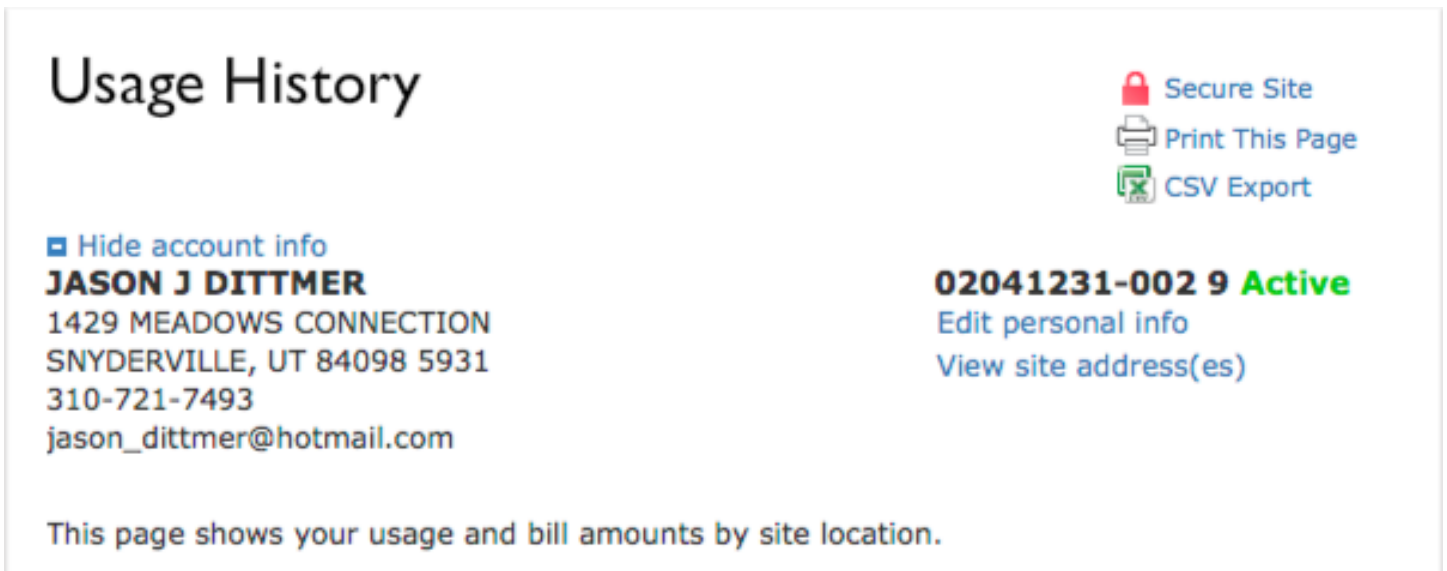 Usage History
Secure Site
Print This Page
CSV Export
Hide account info
JASON J DITTMER
1429 MEADOWS CONNECTION
SNYDERVILLE, UT 84098 5931
310-721-7493
jason_dittmer@hotmail.com
02041231-002 9 Active
Edit personal info
View site address(es)
This page shows your usage and bill amounts by site location.